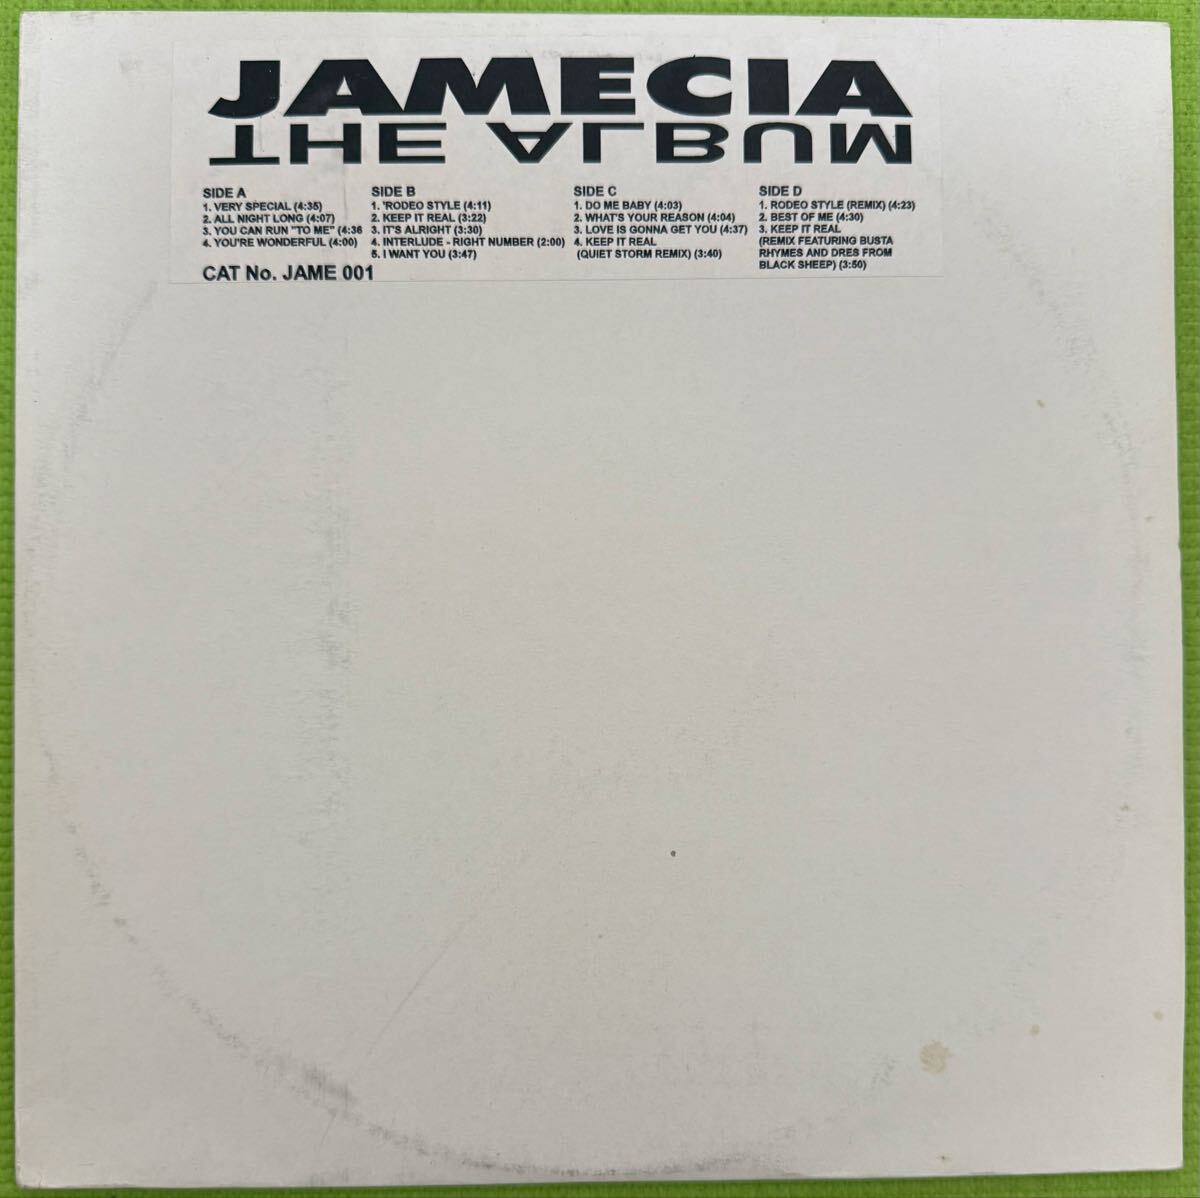 JAMECIA
THE ALBUM
SIDE A
1. VERY SPECIAL (4:35)
2. ALL NIGHT LONG (4:07)
3. YOU CAN RUN "TO ME" (4:36
4. YOU'RE WONDERFUL (4:00)
SIDE B
1. 'RODEO STYLE (4:11)
2. KEEP IT REAL (3:22)
3. IT'S ALRIGHT (3:30)
4. INTERLUDE - RIGHT NUMBER (2:00)
5. I WANT YOU (3:47)
SIDE C
1. DO ME BABY (4:03)
2. WHAT'S YOUR REASON (4:04)
3. LOVE IS GONNA GET YOU (4:37)
4. KEEP IT REAL
(QUIET STORM REMIX) (3:40)
SIDE D
1. RODEO STYLE (REMIX) (4:23)
2. BEST OF ME (4:30)
3. KEEP IT REAL
(REMIX FEATURING BUSTA
RHYMES AND DRES FROM
BLACK SHEEP) (3:50)
CAT No. JAME 001